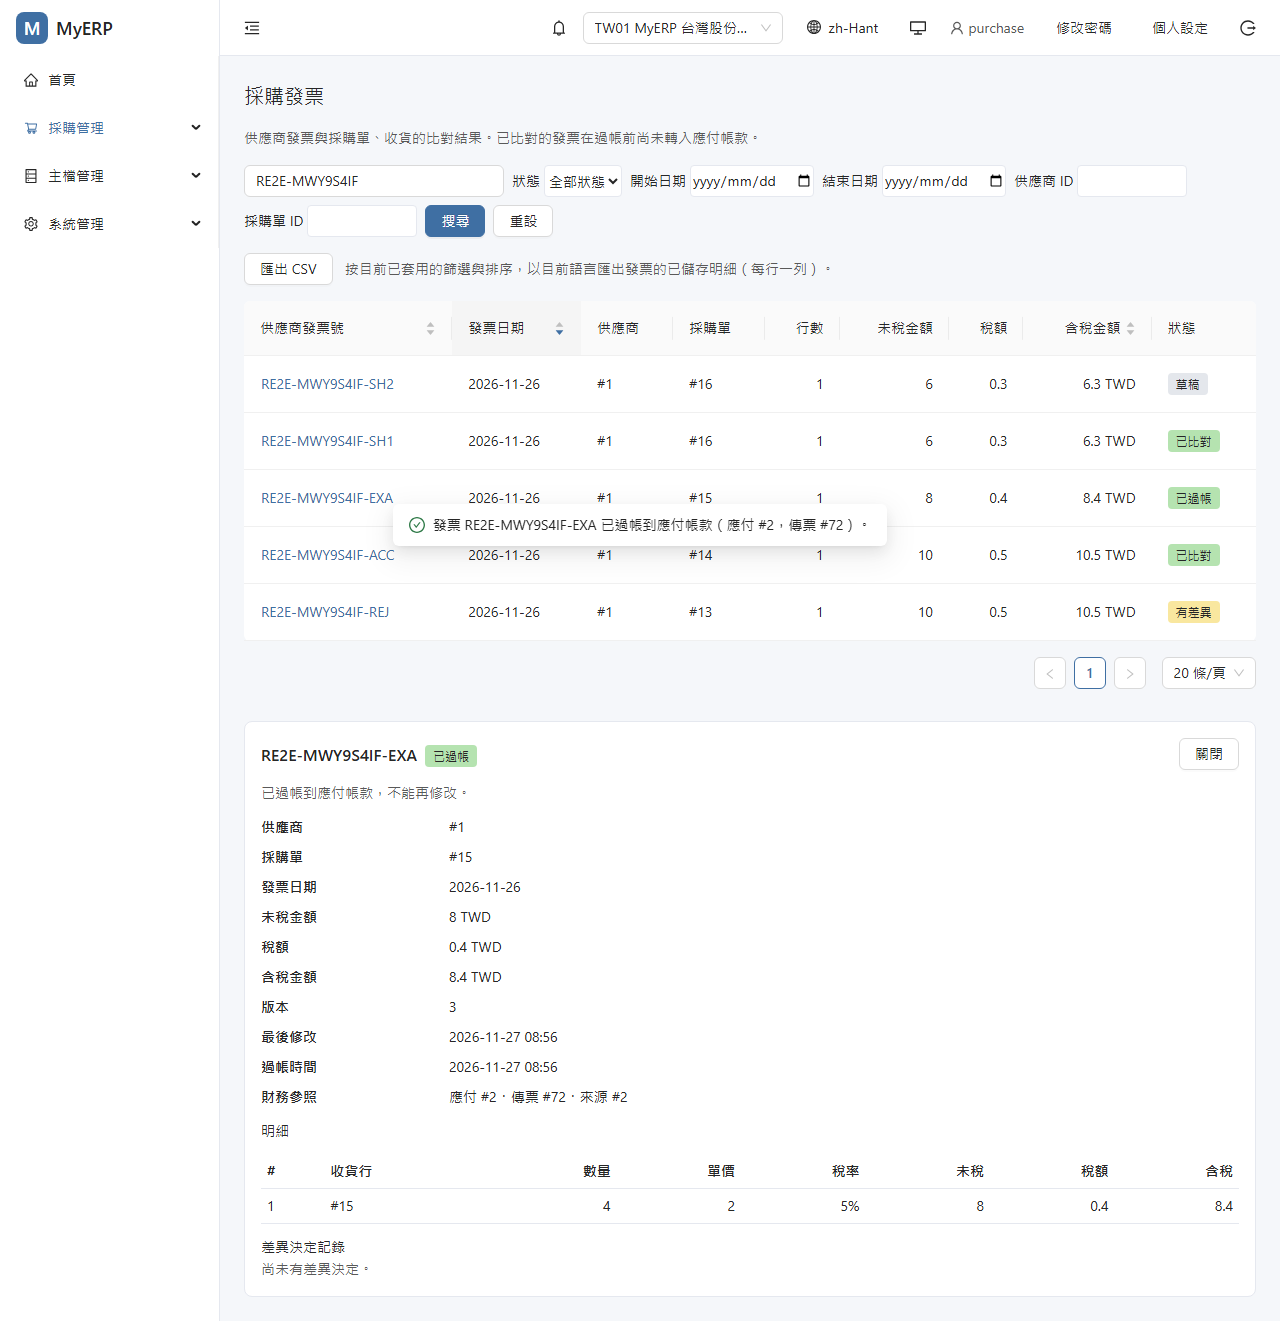 M MyERP
TW01 MyERP 台灣股份... zh-Hant purchase 修改密碼 個人設定
首頁
採購管理
主檔管理
系統管理
採購發票
供應商發票與採購單、收貨的比對結果。已比對的發票在過帳前尚未轉入應付帳款。
RE2E-MWY9S4IF 狀態 全部狀態 開始日期 yyyy/mm/dd 結束日期 yyyy/mm/dd 供應商 ID
採購單 ID 搜尋 重設
匯出 CSV 按目前已套用的篩選與排序，以目前語言匯出發票的已儲存明細（每行一列）。
供應商發票號 發票日期 供應商 採購單 行數 未稅金額 稅額 含稅金額 狀態
RE2E-MWY9S4IF-SH2 2026-11-26 #1 #16 1 6 0.3 6.3 TWD 草稿
RE2E-MWY9S4IF-SH1 2026-11-26 #1 #16 1 6 0.3 6.3 TWD 已比對
RE2E-MWY9S4IF-EXA 2026-11-26 #1 #15 1 8 0.4 8.4 TWD 已過帳
發票 RE2E-MWY9S4IF-EXA 已過帳到應付帳款（應付 #2，傳票 #72）。
RE2E-MWY9S4IF-ACC 2026-11-26 #1 #14 1 10 0.5 10.5 TWD 已比對
RE2E-MWY9S4IF-REJ 2026-11-26 #1 #13 1 10 0.5 10.5 TWD 有差異
< 1 > 20 條/頁
RE2E-MWY9S4IF-EXA 已過帳 關閉
已過帳到應付帳款，不能再修改。
供應商 #1
採購單 #15
發票日期 2026-11-26
未稅金額 8 TWD
稅額 0.4 TWD
含稅金額 8.4 TWD
版本 3
最後修改 2026-11-27 08:56
過帳時間 2026-11-27 08:56
財務參照 應付 #2 · 傳票 #72 · 來源 #2
明細
# 收貨行 數量 單價 稅率 未稅 稅額 含稅
1 #15 4 2 5% 8 0.4 8.4
差異決定記錄
尚未有差異決定。